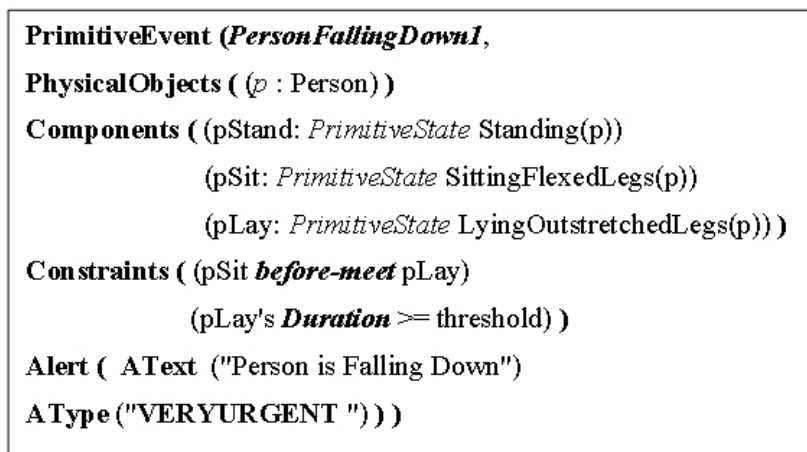 PrimitiveEvent (PersonFallingDown1,
PhysicalObjects ( (p : Person) )
Components ( (pStand: PrimitiveState Standing(p))
(pSit: PrimitiveState SittingFlexedLegs(p))
(pLay: PrimitiveState LyingOutstretchedLegs(p)) )
Constraints ( (pSit before-meet pLay)
(pLay's Duration >= threshold) )
Alert ( AText ("Person is Falling Down")
AType ("VERYURGENT ") ) )